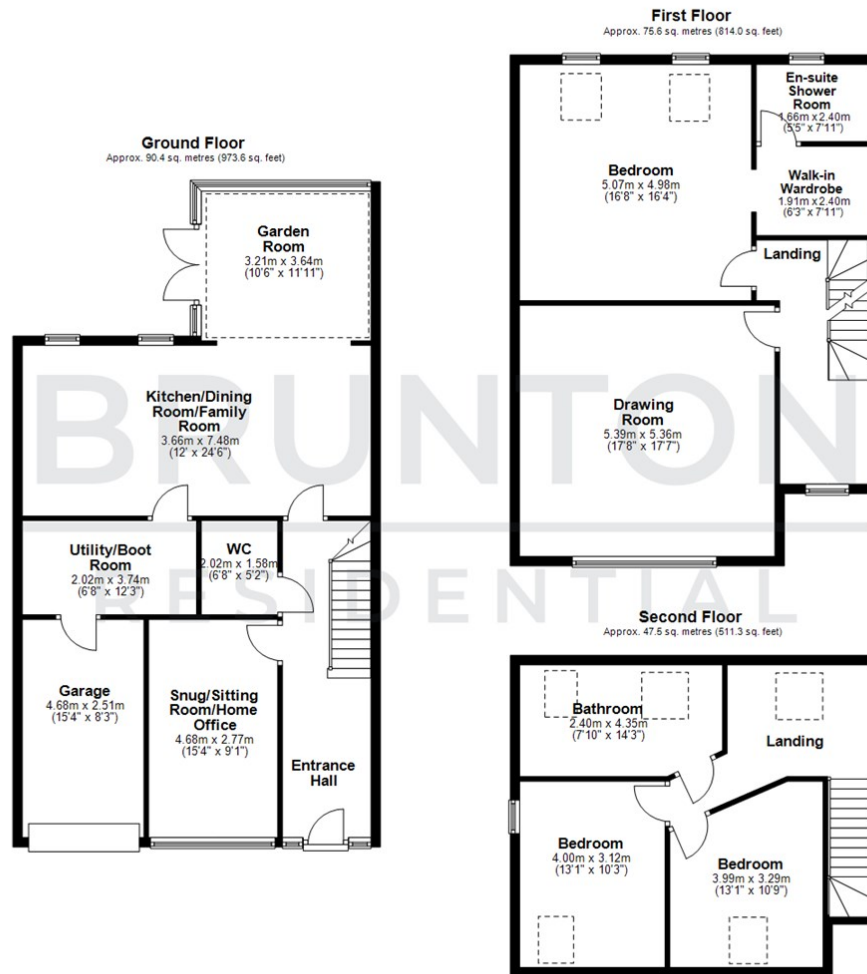 Ground Floor
Approx. 90.4 sq. metres (973.6 sq. feet)
Garden
Room
3.21m x 3.64m
(10'6" x 11'11")
Kitchen/Dining
Room/Family
Room
3.66m x 7.48m
(12' x 24'6")
Utility/Boot
Room
2.02m x 3.74m
(6'8" x 12'3")
WC
2.02m x 1.58m
(6'8" x 5'2")
Garage
4.68m x 2.51m
(15'4" x 8'3")
Snug/Sitting
Room/Home
Office
4.68m x 2.77m
(15'4" x 9'1")
Entrance
Hall
First Floor
Approx. 75.6 sq. metres (814.0 sq. feet)
En-suite
Shower
Room
1.66m x 2.40m
(5'5" x 7'11")
Bedroom
5.07m x 4.98m
(16'8" x 16'4")
Walk-in
Wardrobe
1.91m x 2.40m
(6'3" x 7'11")
Landing
Drawing
Room
5.39m x 5.36m
(17'8" x 17'7")
Second Floor
Approx. 47.5 sq. metres (511.3 sq. feet)
Bathroom
2.40m x 4.35m
(7'10" x 14'3")
Landing
Bedroom
4.00m x 3.12m
(13'1" x 10'3")
Bedroom
3.99m x 3.29m
(13'1" x 10'9")
BRUNTON
RESIDENTIAL